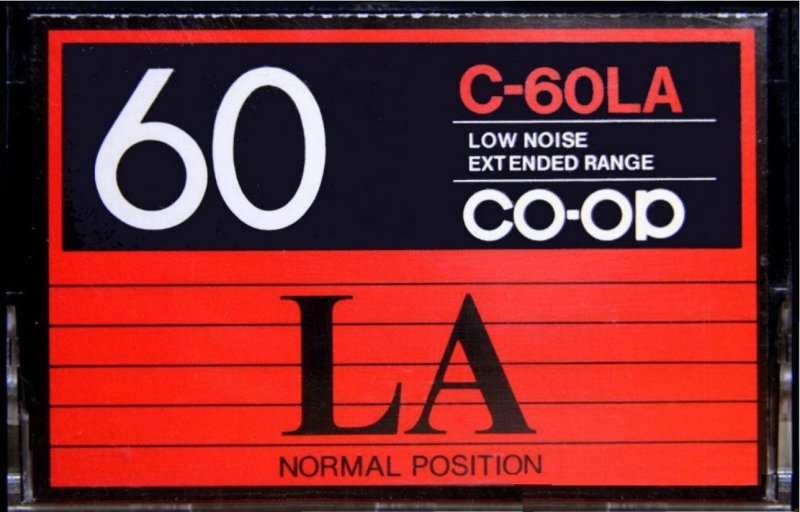 60
C-60LA
LOW NOISE
EXTENDED RANGE
CO-OP
LA
NORMAL POSITION